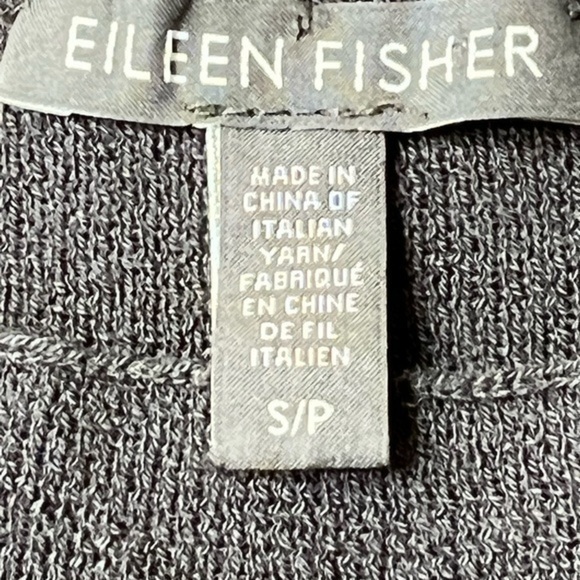 EILEEN FISHER
MADE IN
CHINA OF
ITALIAN
YARN/
FABRIQUÉ
EN CHINE
DE FIL
ITALIEN
S/P